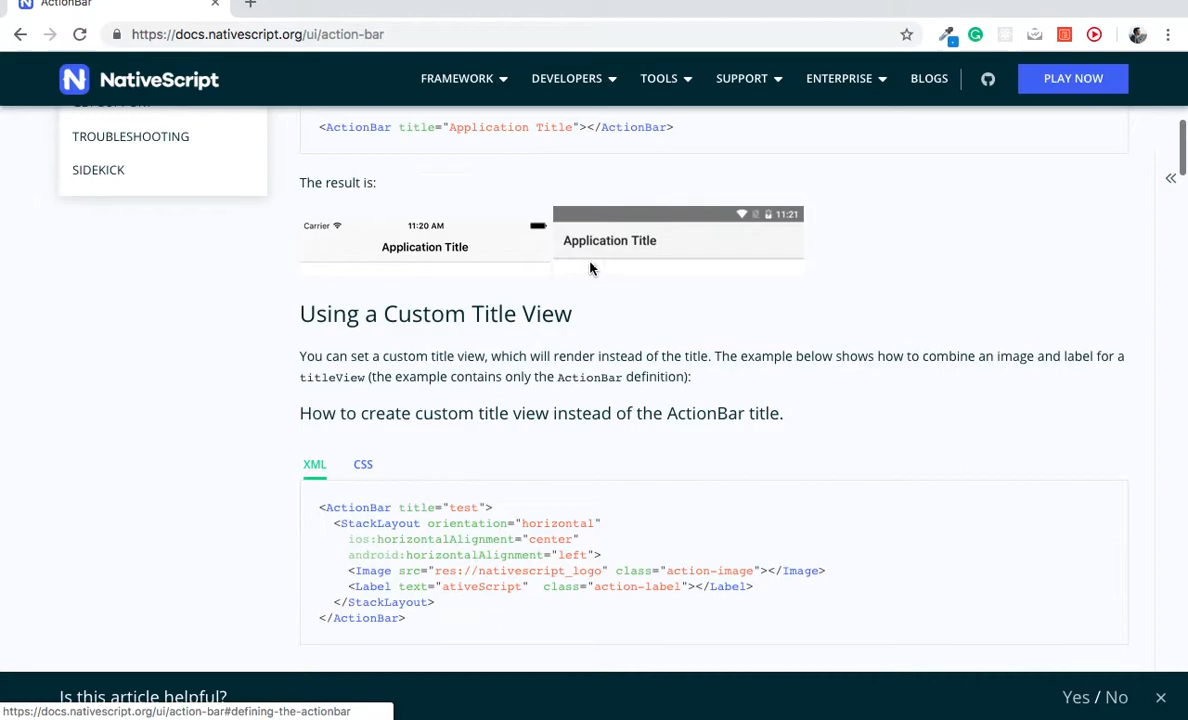 ActionBar
https://docs.nativescript.org/ui/action-bar
NativeScript
FRAMEWORK
DEVELOPERS
TOOLS
SUPPORT
ENTERPRISE
BLOGS
PLAY NOW
TROUBLESHOOTING
SIDEKICK
<ActionBar title="Application Title"></ActionBar>
The result is:
Carrier
11:20 AM
Application Title
11:21
Application Title
Using a Custom Title View
You can set a custom title view, which will render instead of the title. The example below shows how to combine an image and label for a
titleView (the example contains only the ActionBar definition):
How to create custom title view instead of the ActionBar title.
XML
CSS
<ActionBar title="test">
<StackLayout orientation="horizontal"
ios:horizontalAlignment="center"
android:horizontalAlignment="left">
<Image src="res://nativescript_logo" class="action-image"></Image>
<Label text="ativeScript" class="action-label"></Label>
</StackLayout>
</ActionBar>
Is this article helpful?
Yes / No
https://docs.nativescript.org/ui/action-bar#defining-the-actionbar